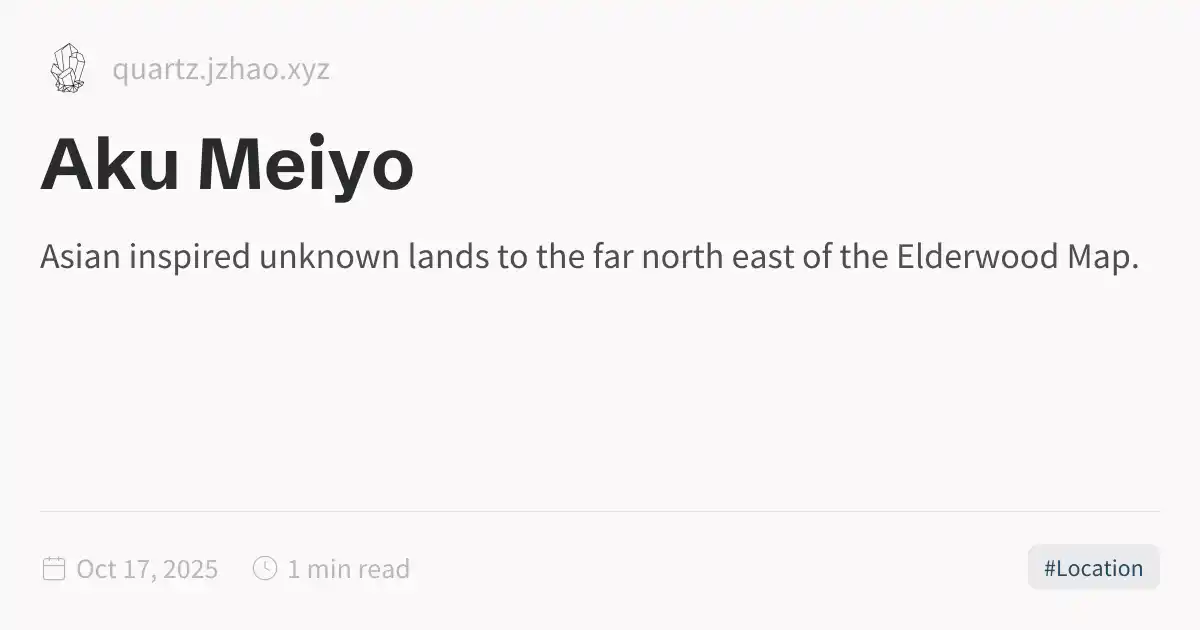 quartz.jzhao.xyz
Aku Meiyo
Asian inspired unknown lands to the far north east of the Elderwood Map.
Oct 17, 2025 1 min read #Location